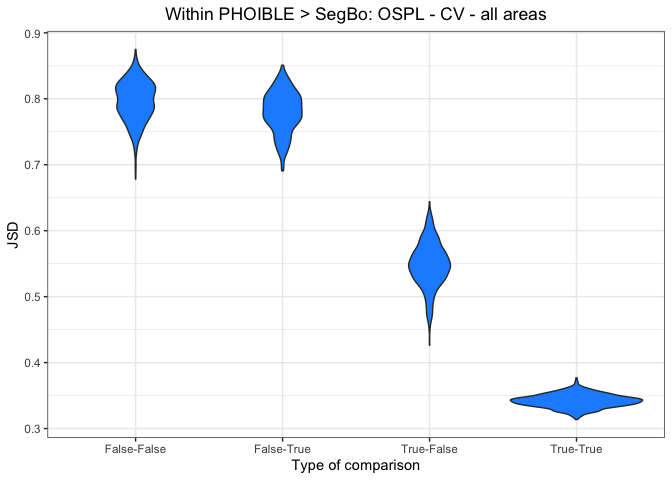 Within PHOIBLE > SegBo: OSPL - CV - all areas
0.9
0.8
0.7
0.6
0.5
0.4
0.3
JSD
False-False
False-True
True-False
True-True
Type of comparison